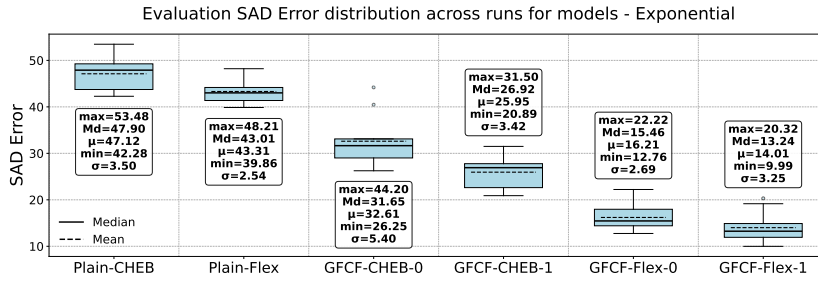 Evaluation SAD Error distribution across runs for models - Exponential
SAD Error
50
40
30
20
10
max=53.48
Md=47.90
μ=47.12
min=42.28
σ=3.50
max=48.21
Md=43.01
μ=43.31
min=39.86
σ=2.54
max=44.20
Md=31.65
μ=32.61
min=26.25
σ=5.40
max=31.50
Md=26.92
μ=25.95
min=20.89
σ=3.42
max=22.22
Md=15.46
μ=16.21
min=12.76
σ=2.69
max=20.32
Md=13.24
μ=14.01
min=9.99
σ=3.25
Median
Mean
Plain-CHEB
Plain-Flex
GFCF-CHEB-0
GFCF-CHEB-1
GFCF-Flex-0
GFCF-Flex-1